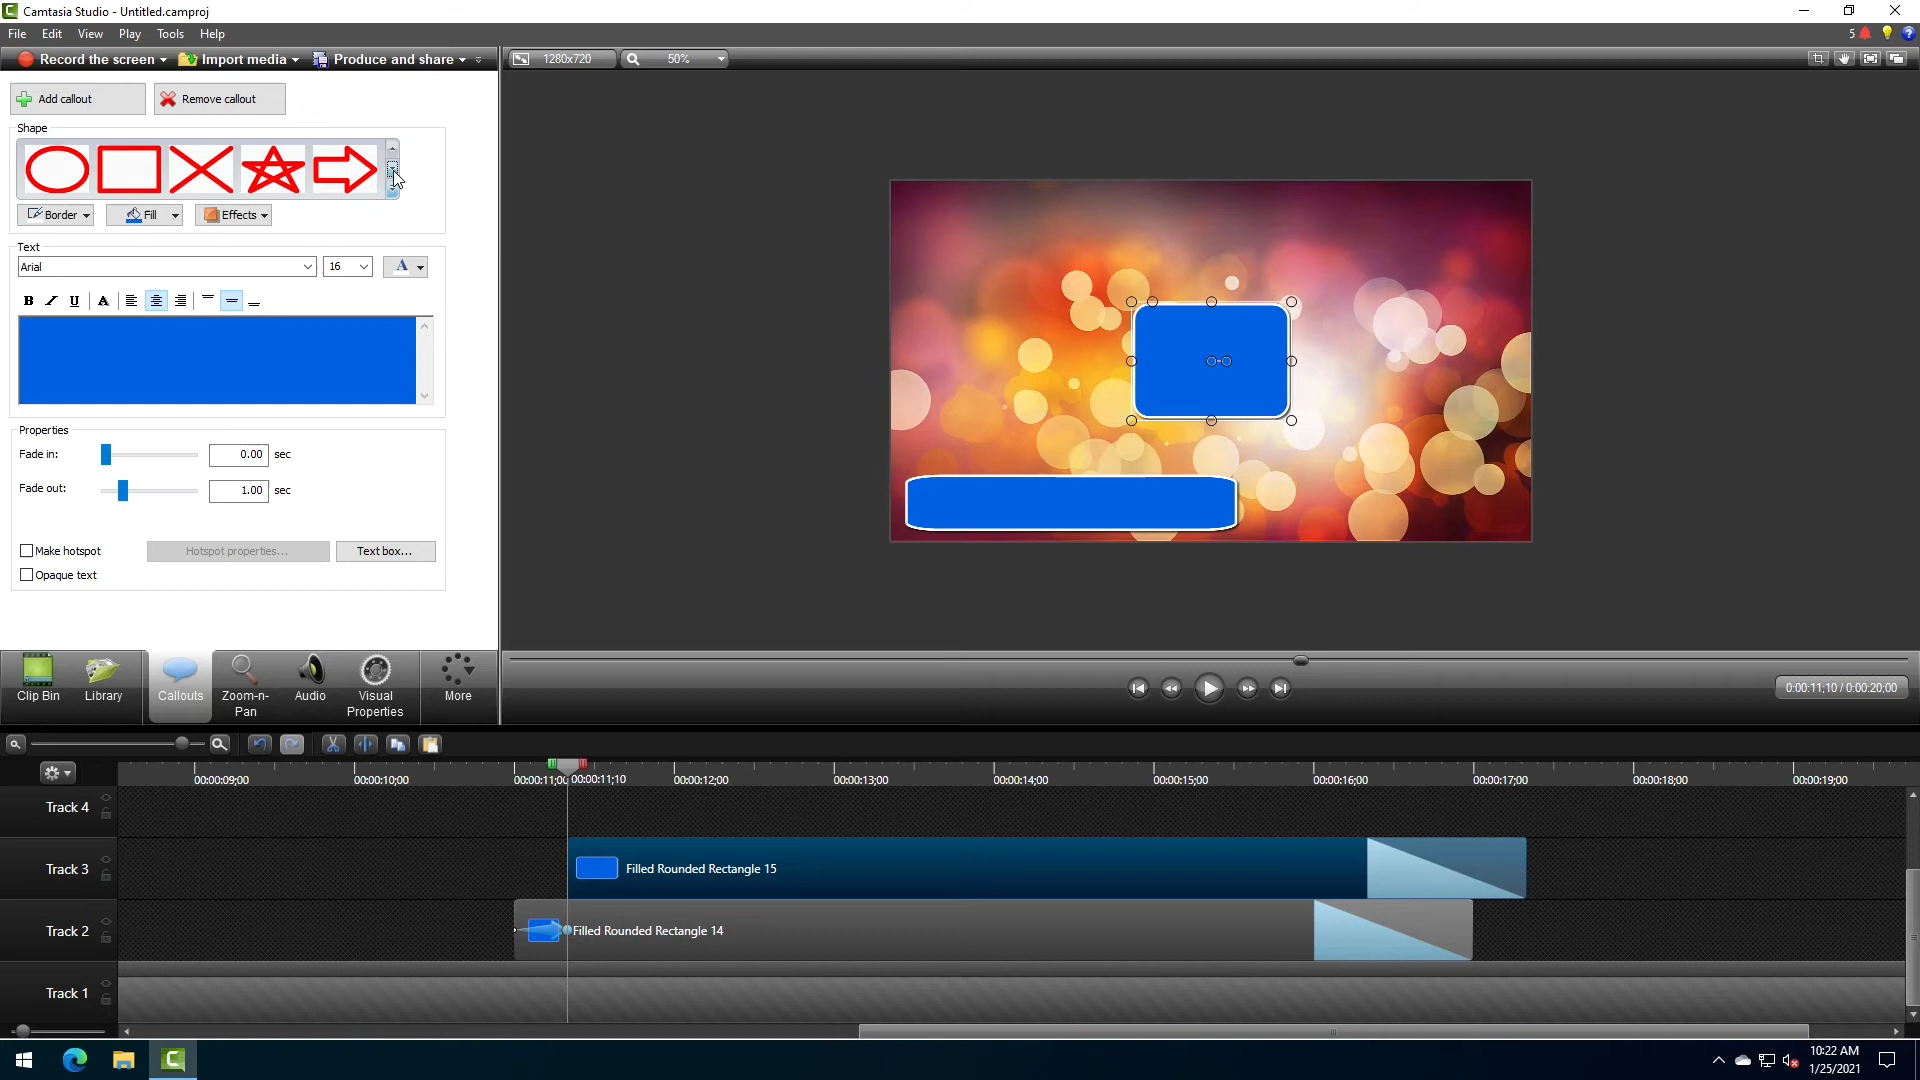 Camtasia Studio - Untitled.camproj
File Edit View Play Tools Help
5
Record the screen Import media Produce and share 1280x720 50%
Add callout Remove callout
Shape
Border Fill Effects
Text
Arial 16 A
B I U A
Properties
Fade in: 0.00 sec
Fade out: 1.00 sec
Make hotspot Hotspot properties... Text box...
Opaque text
Clip Bin Library Callouts Zoom-n-Pan Audio Visual Properties More
0:00:11;10 / 0:00:20;00
00:00:09;00 00:00:10;00 00:00:11;00 00:00:11;10 00:00:12;00 00:00:13;00 00:00:14;00 00:00:15;00 00:00:16;00 00:00:17;00 00:00:18;00 00:00:19;00
Track 4
Track 3 Filled Rounded Rectangle 15
Track 2 Filled Rounded Rectangle 14
Track 1
10:22 AM
1/25/2021